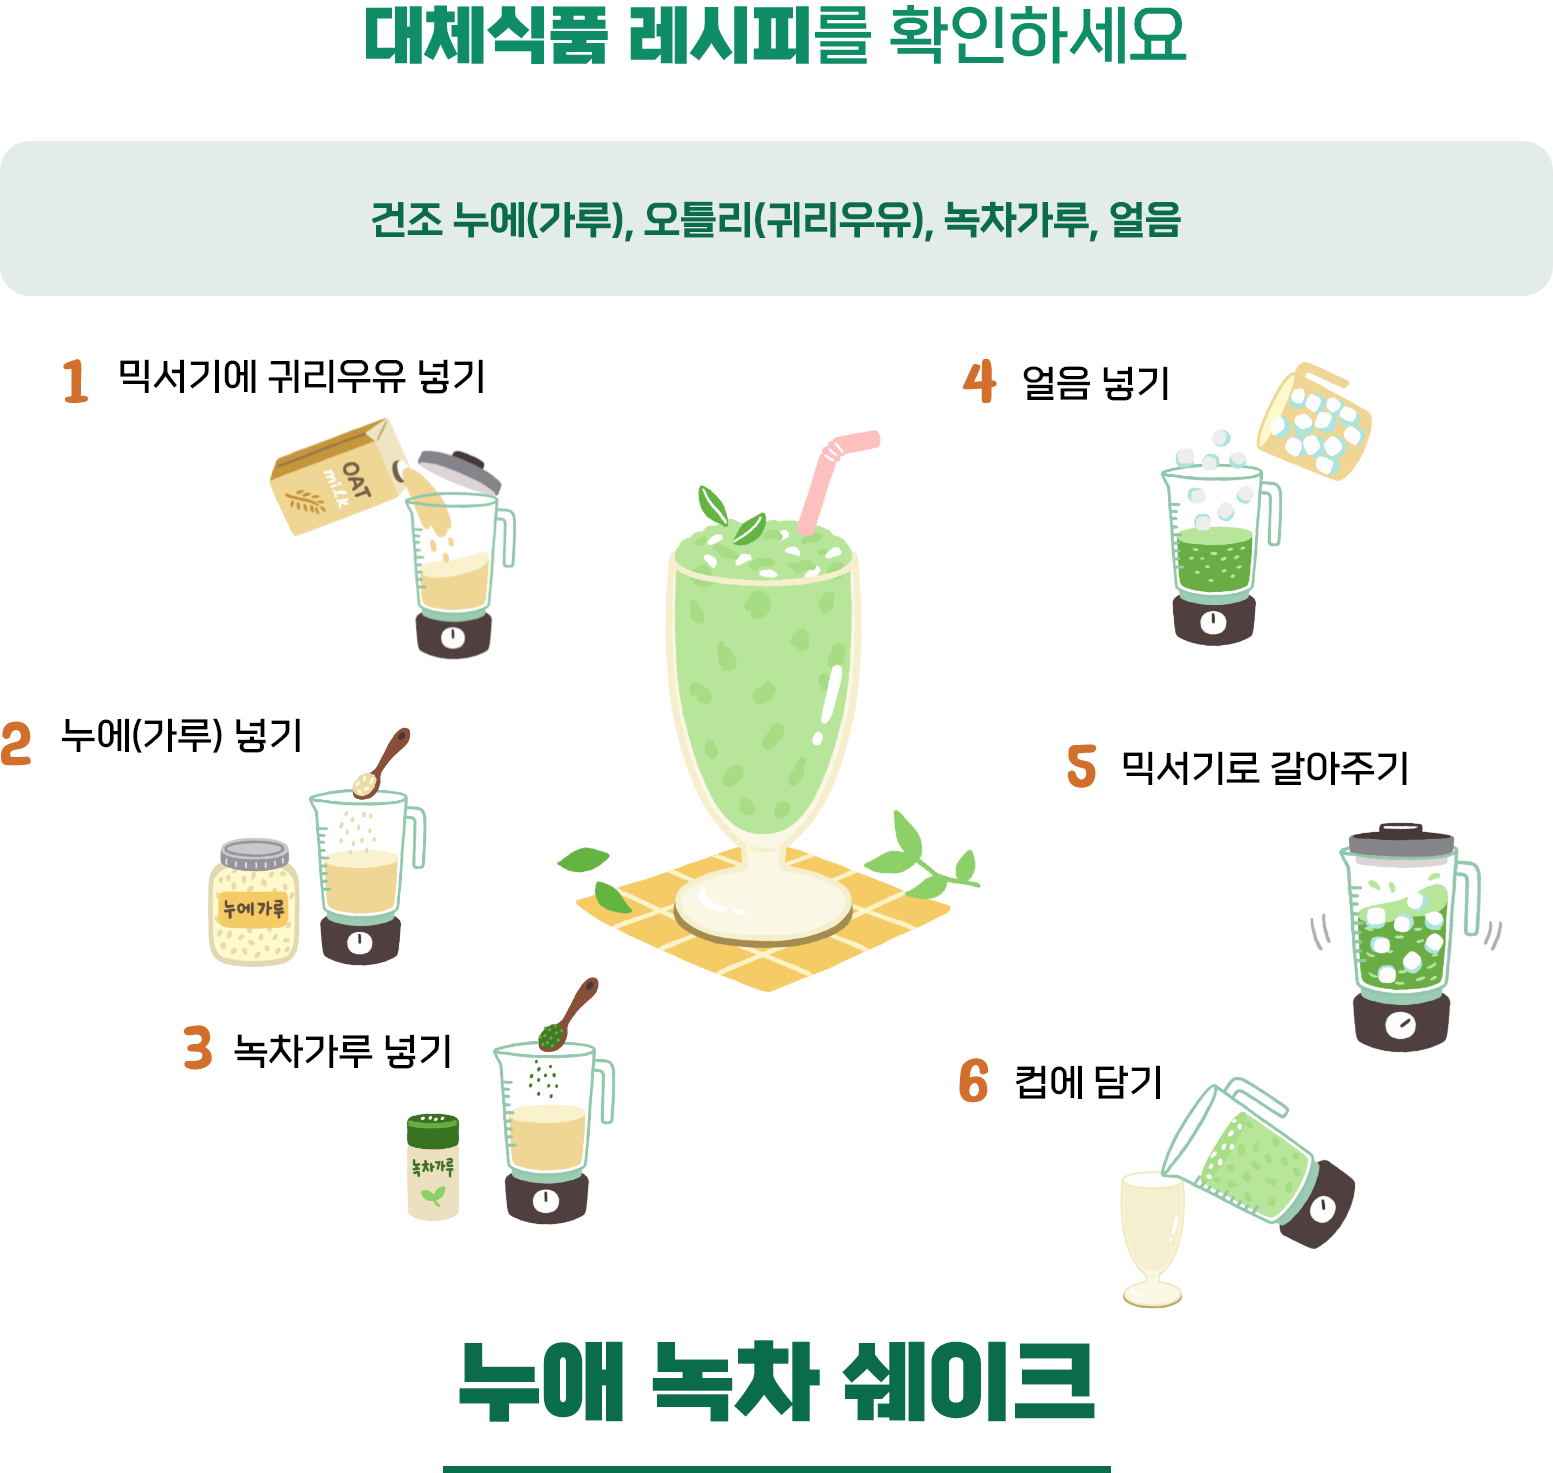 대체식품 레시피를 확인하세요
건조 누에(가루), 오틀리(귀리우유), 녹차가루, 얼음
1 믹서기에 귀리우유 넣기
OAT
milk
2 누에(가루) 넣기
누에가루
3 녹차가루 넣기
녹차가루
4 얼음 넣기
5 믹서기로 갈아주기
6 컵에 담기
누애 녹차 쉐이크